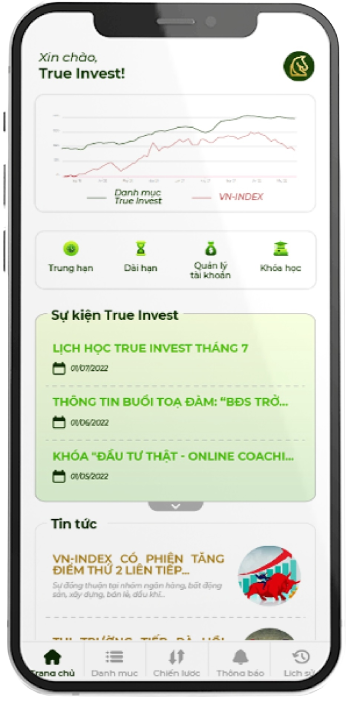 Xin chào,
True Invest!
Danh mục
True Invest
VN-INDEX
Trung hạn
Dài hạn
Quản lý
tài khoản
Khóa học
Sự kiện True Invest
LỊCH HỌC TRUE INVEST THÁNG 7
01/07/2022
THÔNG TIN BUỔI TOẠ ĐÀM: “BĐS TRỞ...
01/06/2022
KHÓA "ĐẦU TƯ THẬT - ONLINE COACHI...
01/05/2022
Tin tức
VN-INDEX CÓ PHIÊN TĂNG
ĐIỂM THỨ 2 LIÊN TIẾP...
Sự đồng thuận tại nhóm ngân hàng, bất động
sản, xây dựng, bán lẻ, dầu khí...
THỊ TRƯỜNG TIẾP ĐÀ HỒI
Trang chủ
Danh mục
Chiến lược
Thông báo
Lịch sử